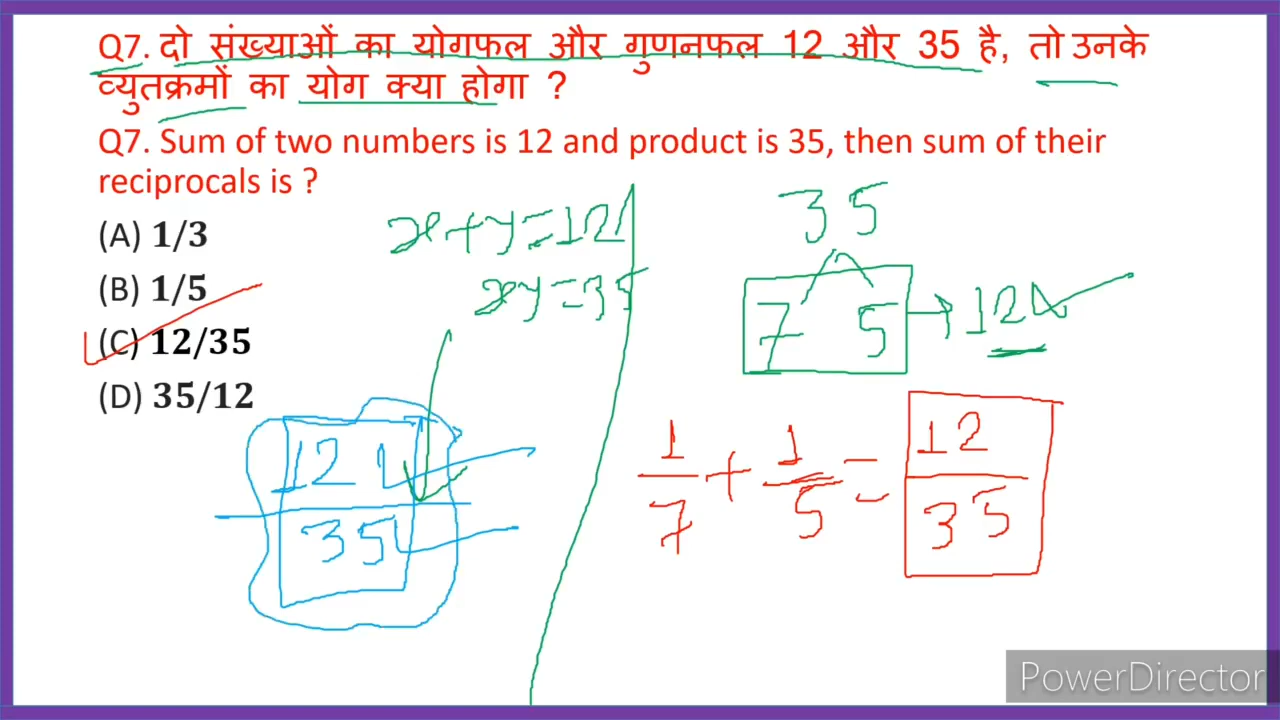 Q7. दो संख्याओं का योगफल और गुणनफल 12 और 35 है, तो उनके
व्युतक्रमों का योग क्या होगा ?
Q7. Sum of two numbers is 12 and product is 35, then sum of their
reciprocals is ?
(A) 1/3
(B) 1/5
(C) 12/35
(D) 35/12
x+y=12
xy=35
12
35
35
7 5 → 12
1/7 + 1/5 = 12/35
PowerDirector